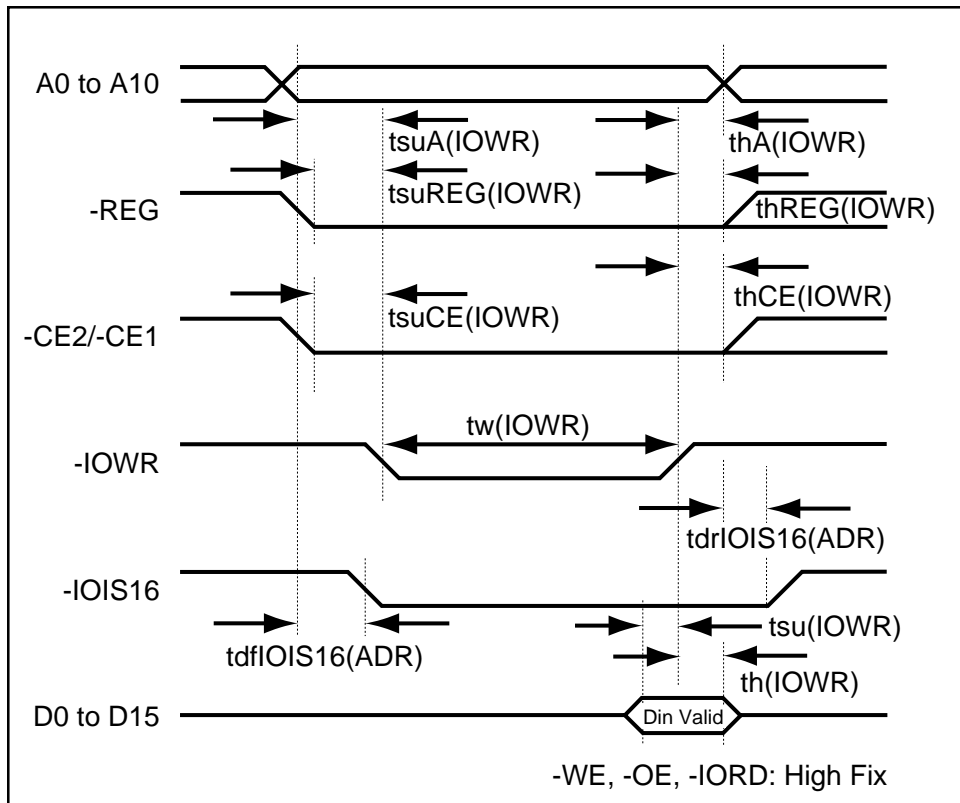 A0 to A10
tsuA(IOWR)
thA(IOWR)
tsuREG(IOWR)
-REG
thREG(IOWR)
thCE(IOWR)
tsuCE(IOWR)
-CE2/-CE1
tw(IOWR)
-IOWR
tdrIOIS16(ADR)
-IOIS16
tsu(IOWR)
tdfIOIS16(ADR)
th(IOWR)
D0 to D15
Din Valid
-WE, -OE, -IORD: High Fix